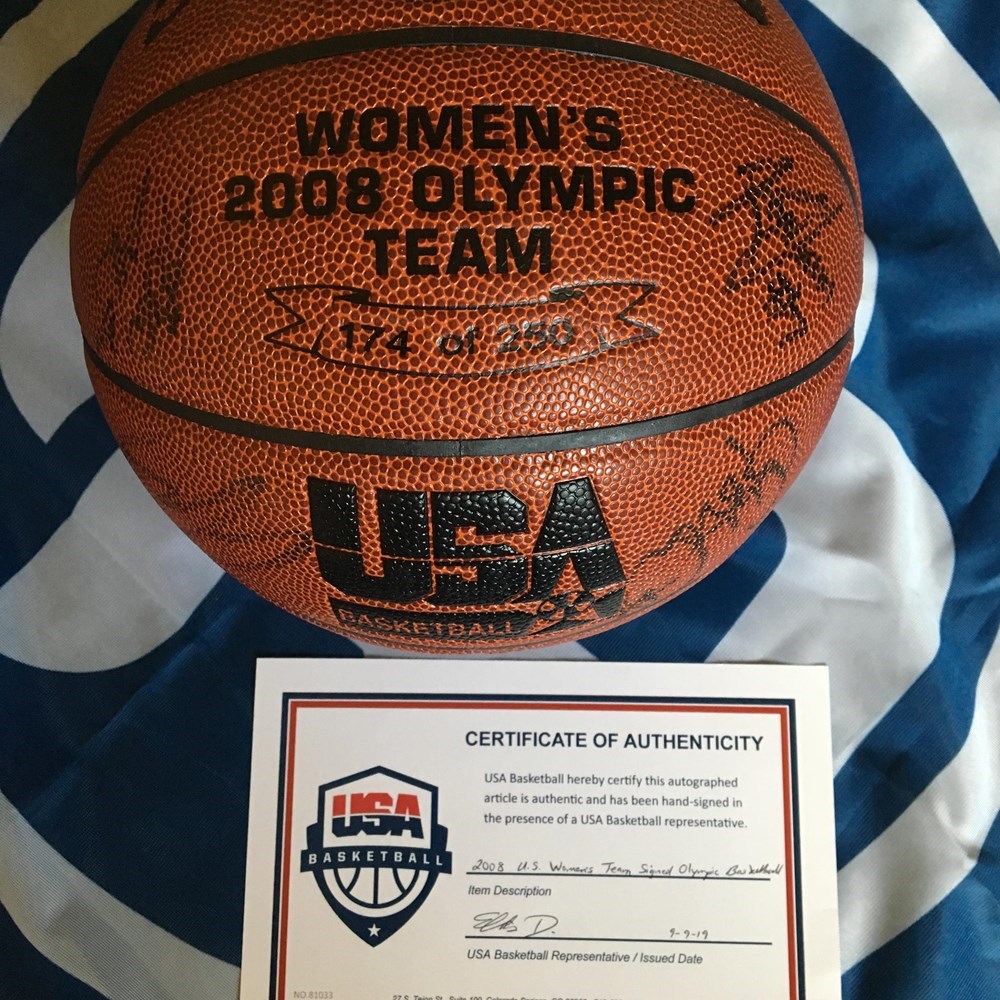 WOMEN'S
2008 OLYMPIC
TEAM
174 of 250
USA
BASKETBALL
CERTIFICATE OF AUTHENTICITY
USA Basketball hereby certify this autographed
article is authentic and has been hand-signed in
the presence of a USA Basketball representative.
USA
BASKETBALL
2008 U.S. Women's Team Signed Olympic Basketball
Item Description
9-9-19
USA Basketball Representative / Issued Date
NO.81033